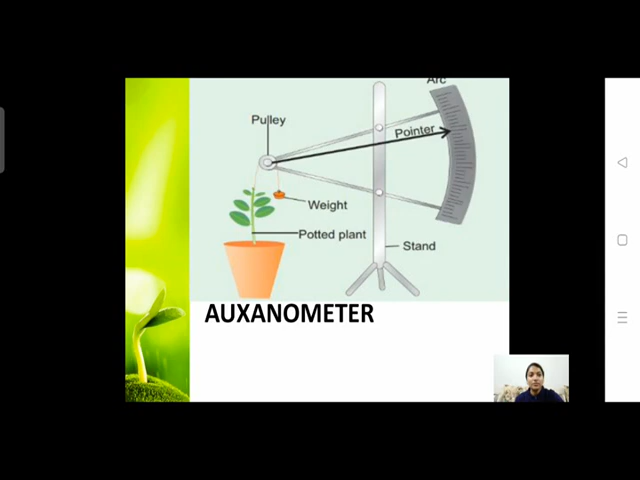 Arc
Pulley
Pointer
Weight
Potted plant
Stand
AUXANOMETER